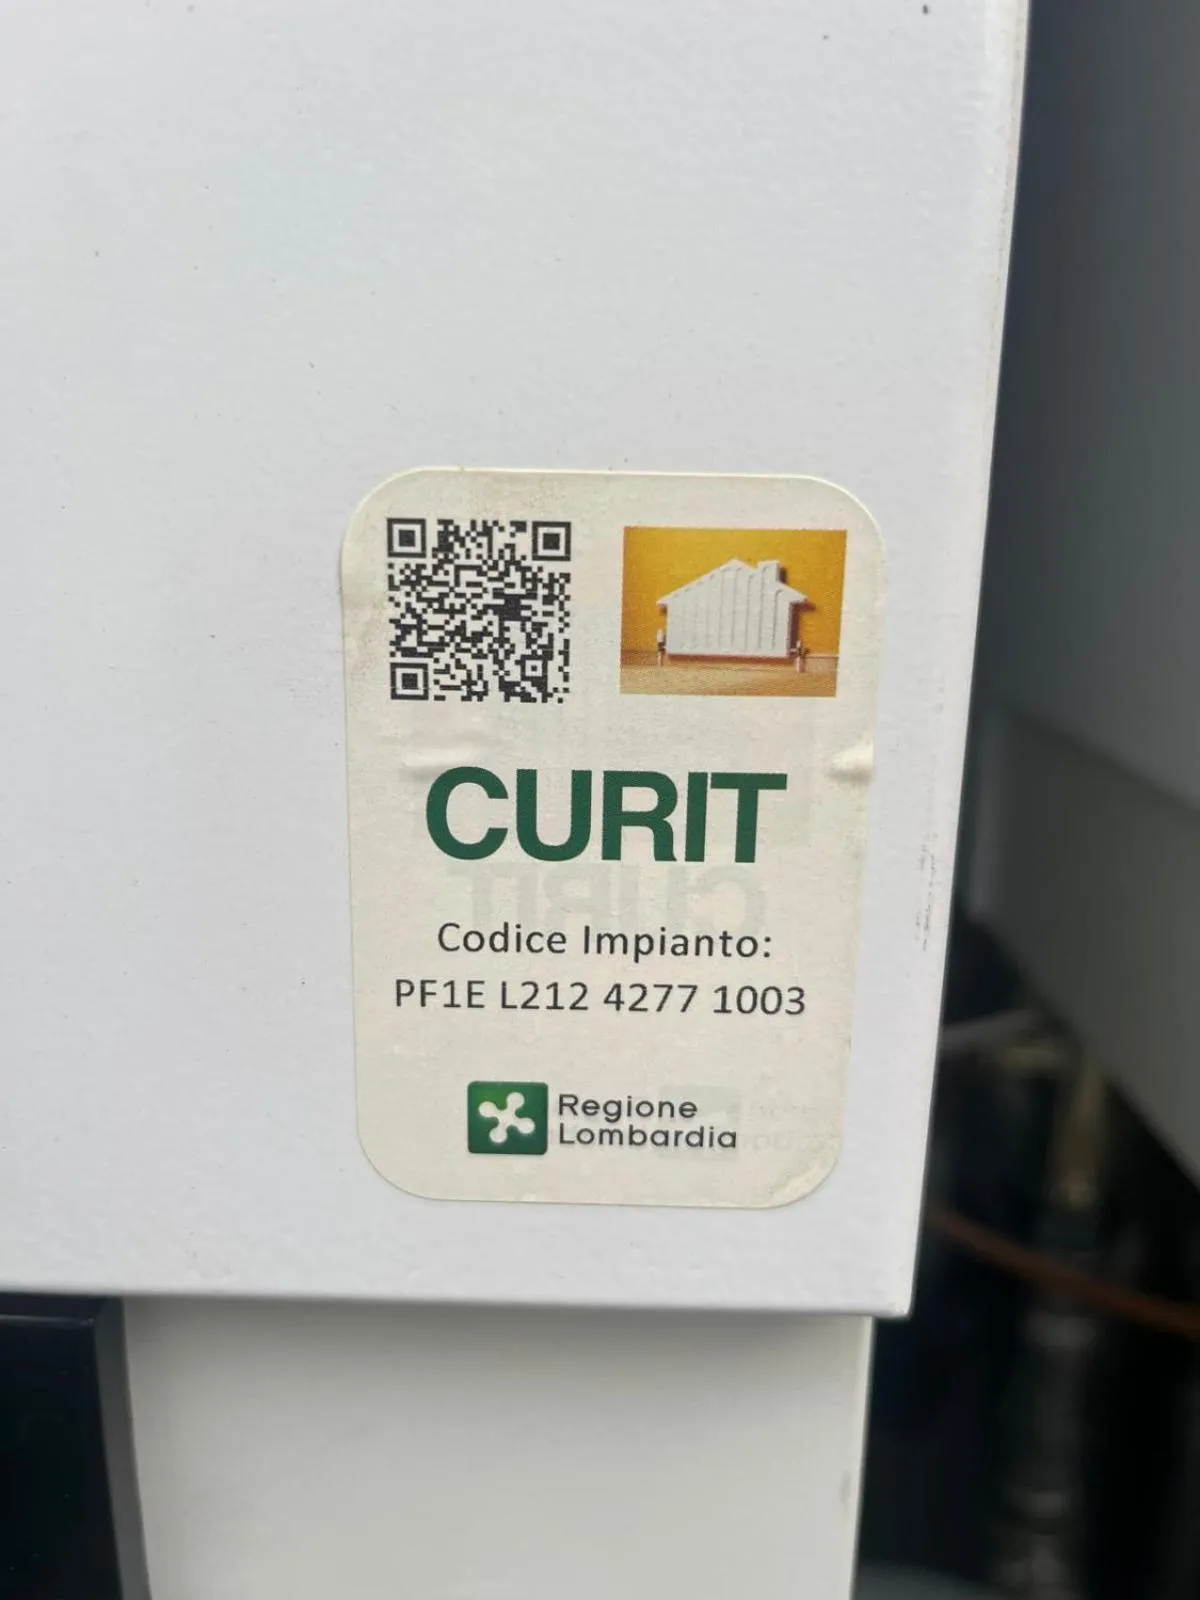 CURIT
Codice Impianto:
PF1E L212 4277 1003
Regione
Lombardia